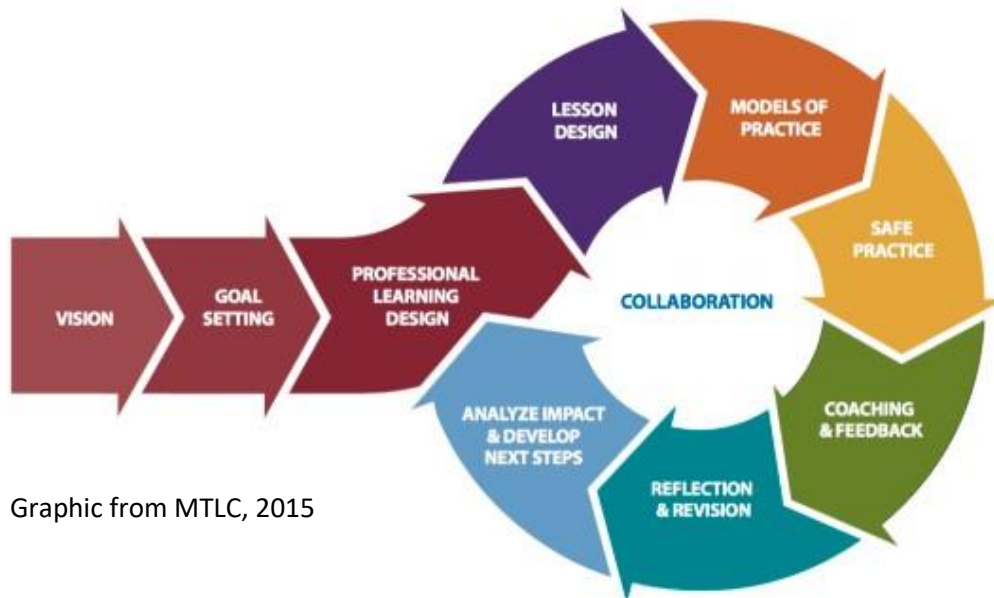 VISION
GOAL
SETTING
PROFESSIONAL
LEARNING
DESIGN
LESSON
DESIGN
MODELS OF
PRACTICE
SAFE
PRACTICE
COACHING
& FEEDBACK
REFLECTION
& REVISION
ANALYZE IMPACT
& DEVELOP
NEXT STEPS
COLLABORATION
Graphic from MTLC, 2015